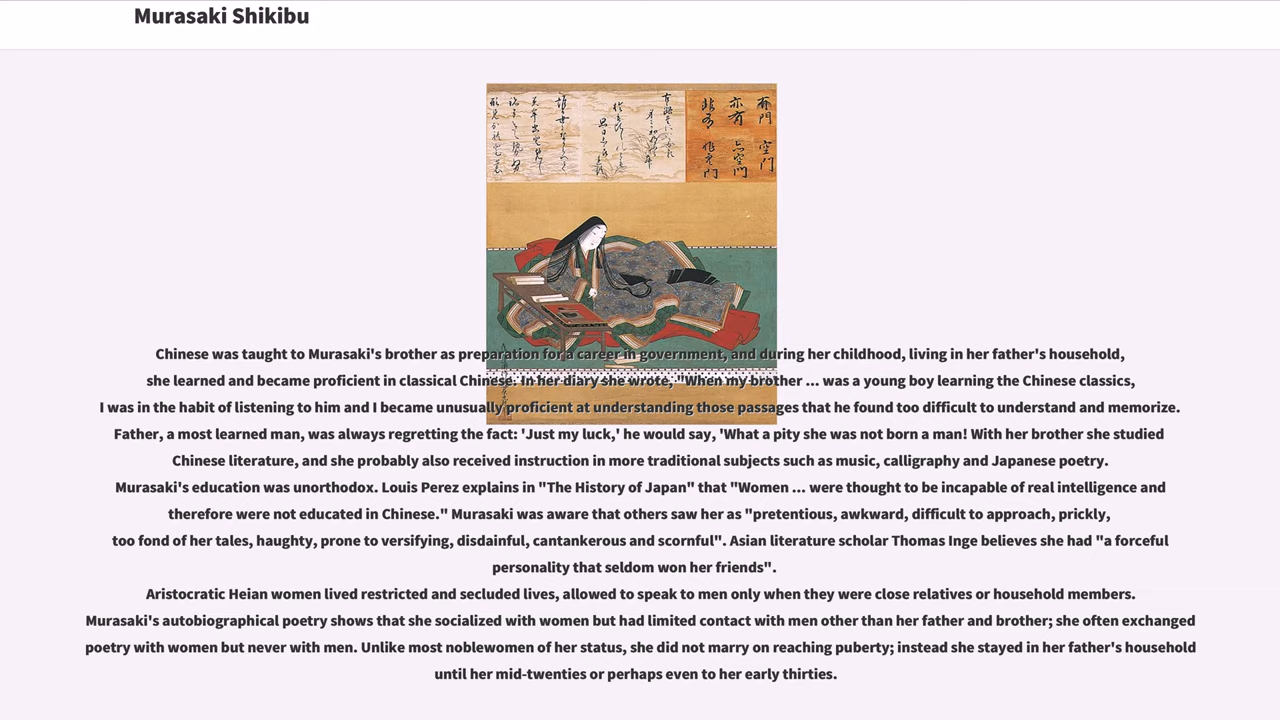 Murasaki Shikibu
有門 空門
亦有 亦空門
非有 非空門
Chinese was taught to Murasaki's brother as preparation for a career in government, and during her childhood, living in her father's household,
she learned and became proficient in classical Chinese. In her diary she wrote, "When my brother ... was a young boy learning the Chinese classics,
I was in the habit of listening to him and I became unusually proficient at understanding those passages that he found too difficult to understand and memorize.
Father, a most learned man, was always regretting the fact: 'Just my luck,' he would say, 'What a pity she was not born a man! With her brother she studied
Chinese literature, and she probably also received instruction in more traditional subjects such as music, calligraphy and Japanese poetry.
Murasaki's education was unorthodox. Louis Perez explains in "The History of Japan" that "Women ... were thought to be incapable of real intelligence and
therefore were not educated in Chinese." Murasaki was aware that others saw her as "pretentious, awkward, difficult to approach, prickly,
too fond of her tales, haughty, prone to versifying, disdainful, cantankerous and scornful". Asian literature scholar Thomas Inge believes she had "a forceful
personality that seldom won her friends".
Aristocratic Heian women lived restricted and secluded lives, allowed to speak to men only when they were close relatives or household members.
Murasaki's autobiographical poetry shows that she socialized with women but had limited contact with men other than her father and brother; she often exchanged
poetry with women but never with men. Unlike most noblewomen of her status, she did not marry on reaching puberty; instead she stayed in her father's household
until her mid-twenties or perhaps even to her early thirties.